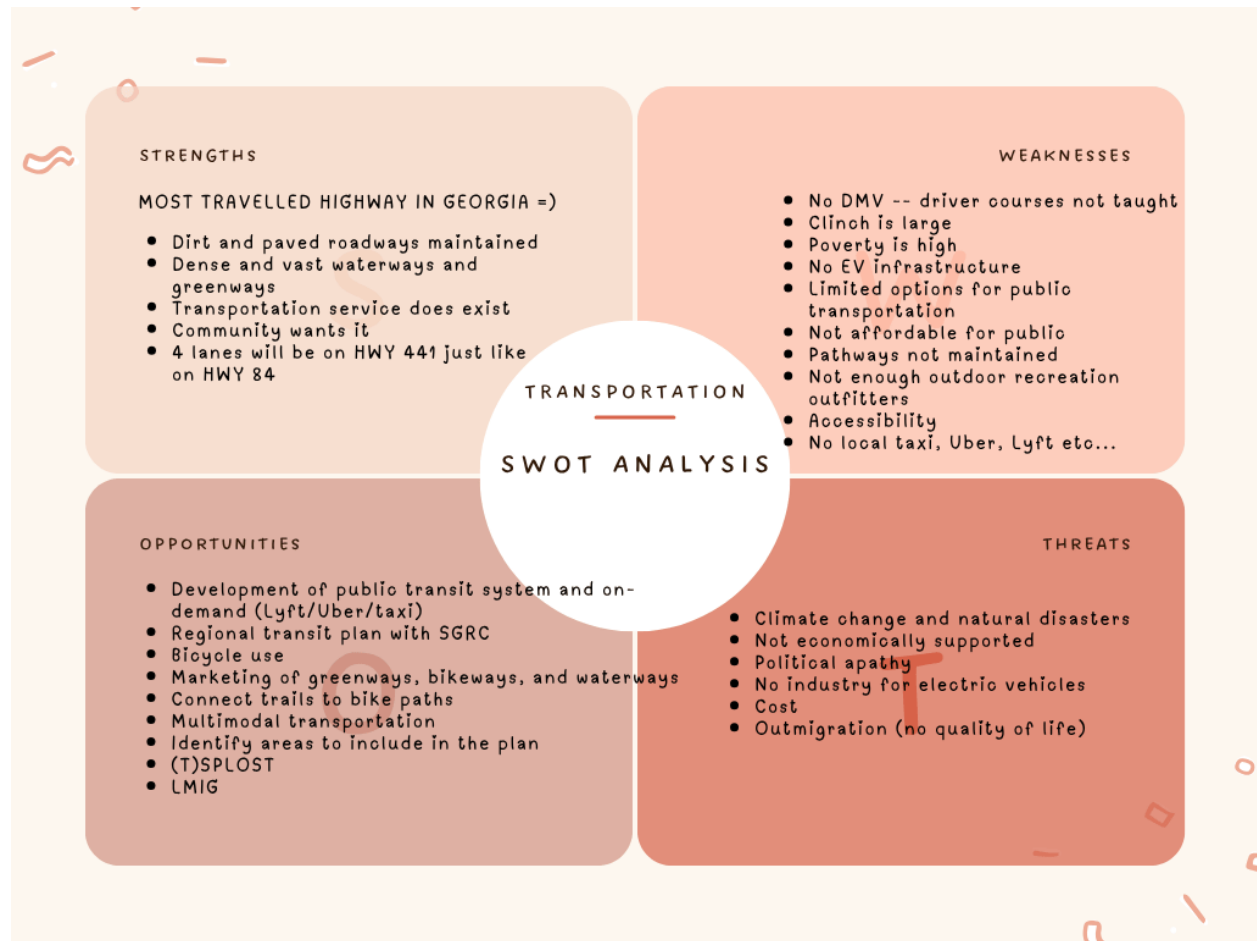 STRENGTHS
MOST TRAVELLED HIGHWAY IN GEORGIA =)
• Dirt and paved roadways maintained
• Dense and vast waterways and
greenways
• Transportation service does exist
• Community wants it
• 4 lanes will be on HWY 441 just like
on HWY 84
S
WEAKNESSES
• No DMV -- driver courses not taught
• Clinch is large
• Poverty is high
• No EV infrastructure
• Limited options for public
transportation
• Not affordable for public
• Pathways not maintained
• Not enough outdoor recreation
outfitters
• Accessibility
• No local taxi, Uber, Lyft etc...
W
TRANSPORTATION
SWOT ANALYSIS
OPPORTUNITIES
• Development of public transit system and on-
demand (Lyft/Uber/taxi)
• Regional transit plan with SGRC
• Bicycle use
• Marketing of greenways, bikeways, and waterways
• Connect trails to bike paths
• Multimodal transportation
• Identify areas to include in the plan
• (T)SPLOST
• LMIG
O
THREATS
• Climate change and natural disasters
• Not economically supported
• Political apathy
• No industry for electric vehicles
• Cost
• Outmigration (no quality of life)
T